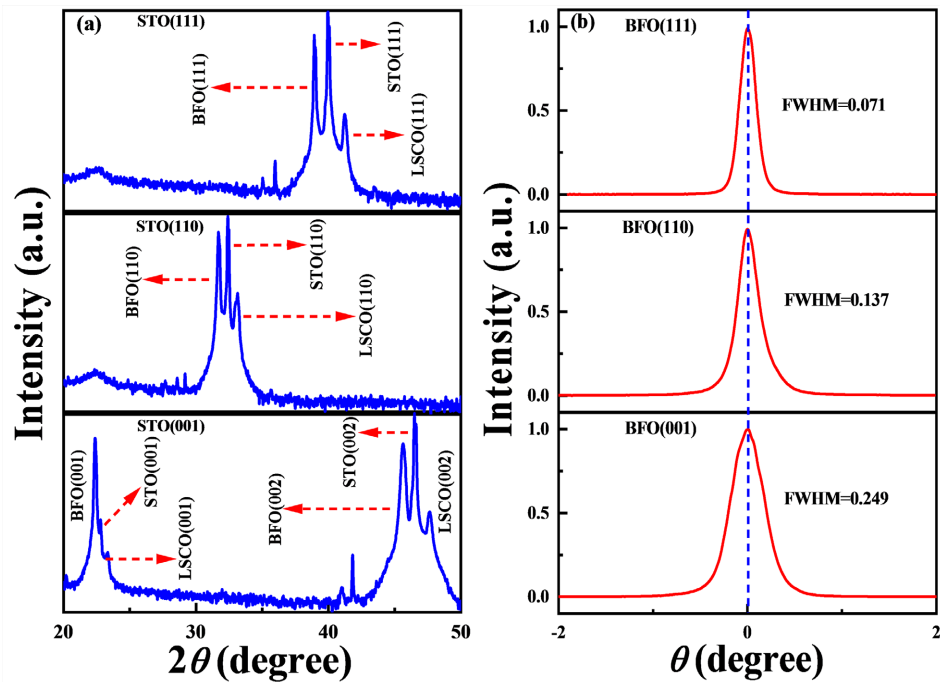 (a)
STO(111)
BFO(111)
STO(111)
LSCO(111)
STO(110)
BFO(110)
STO(110)
LSCO(110)
STO(001)
BFO(001)
STO(001)
LSCO(001)
BFO(002)
STO(002)
LSCO(002)
Intensity (a.u.)
20 30 40 50
2θ (degree)
(b)
BFO(111)
FWHM=0.071
1.0
0.5
0.0
BFO(110)
FWHM=0.137
1.0
0.5
0.0
BFO(001)
FWHM=0.249
1.0
0.5
0.0
Intensity (a.u.)
-2 0 2
θ (degree)